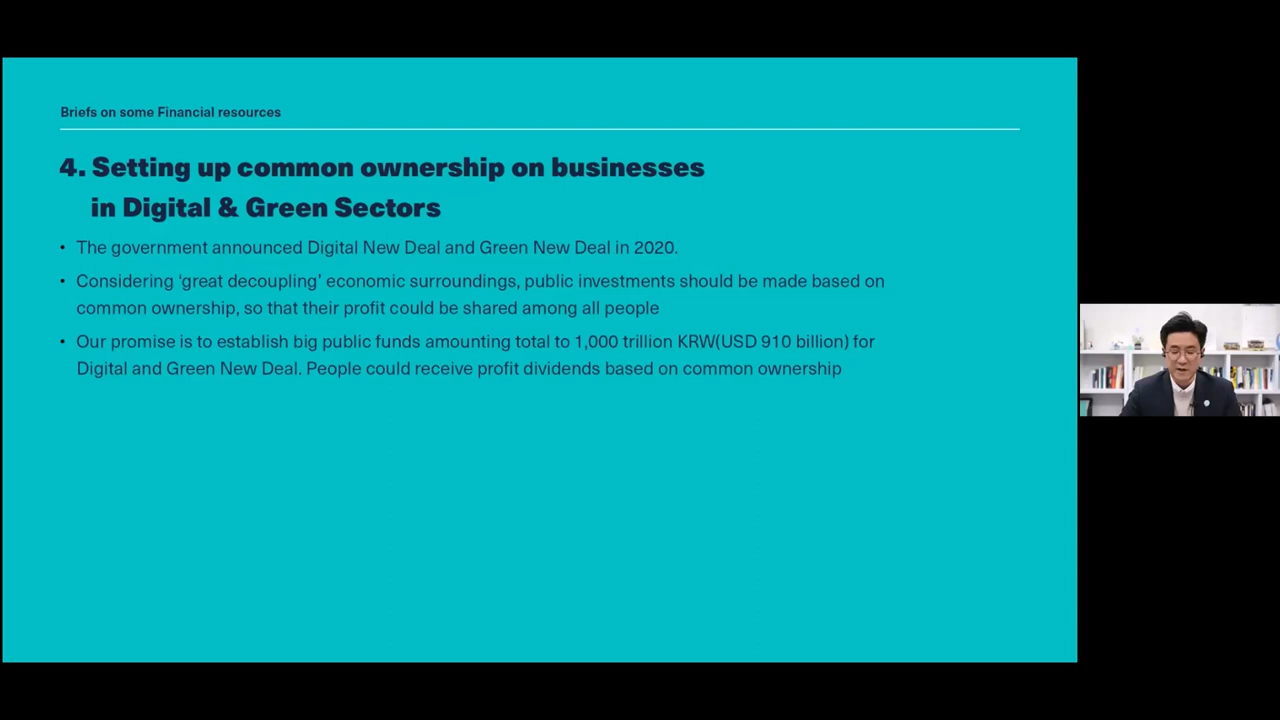 Briefs on some Financial resources
4. Setting up common ownership on businesses
in Digital & Green Sectors
• The government announced Digital New Deal and Green New Deal in 2020.
• Considering ‘great decoupling’ economic surroundings, public investments should be made based on
common ownership, so that their profit could be shared among all people
• Our promise is to establish big public funds amounting total to 1,000 trillion KRW(USD 910 billion) for
Digital and Green New Deal. People could receive profit dividends based on common ownership